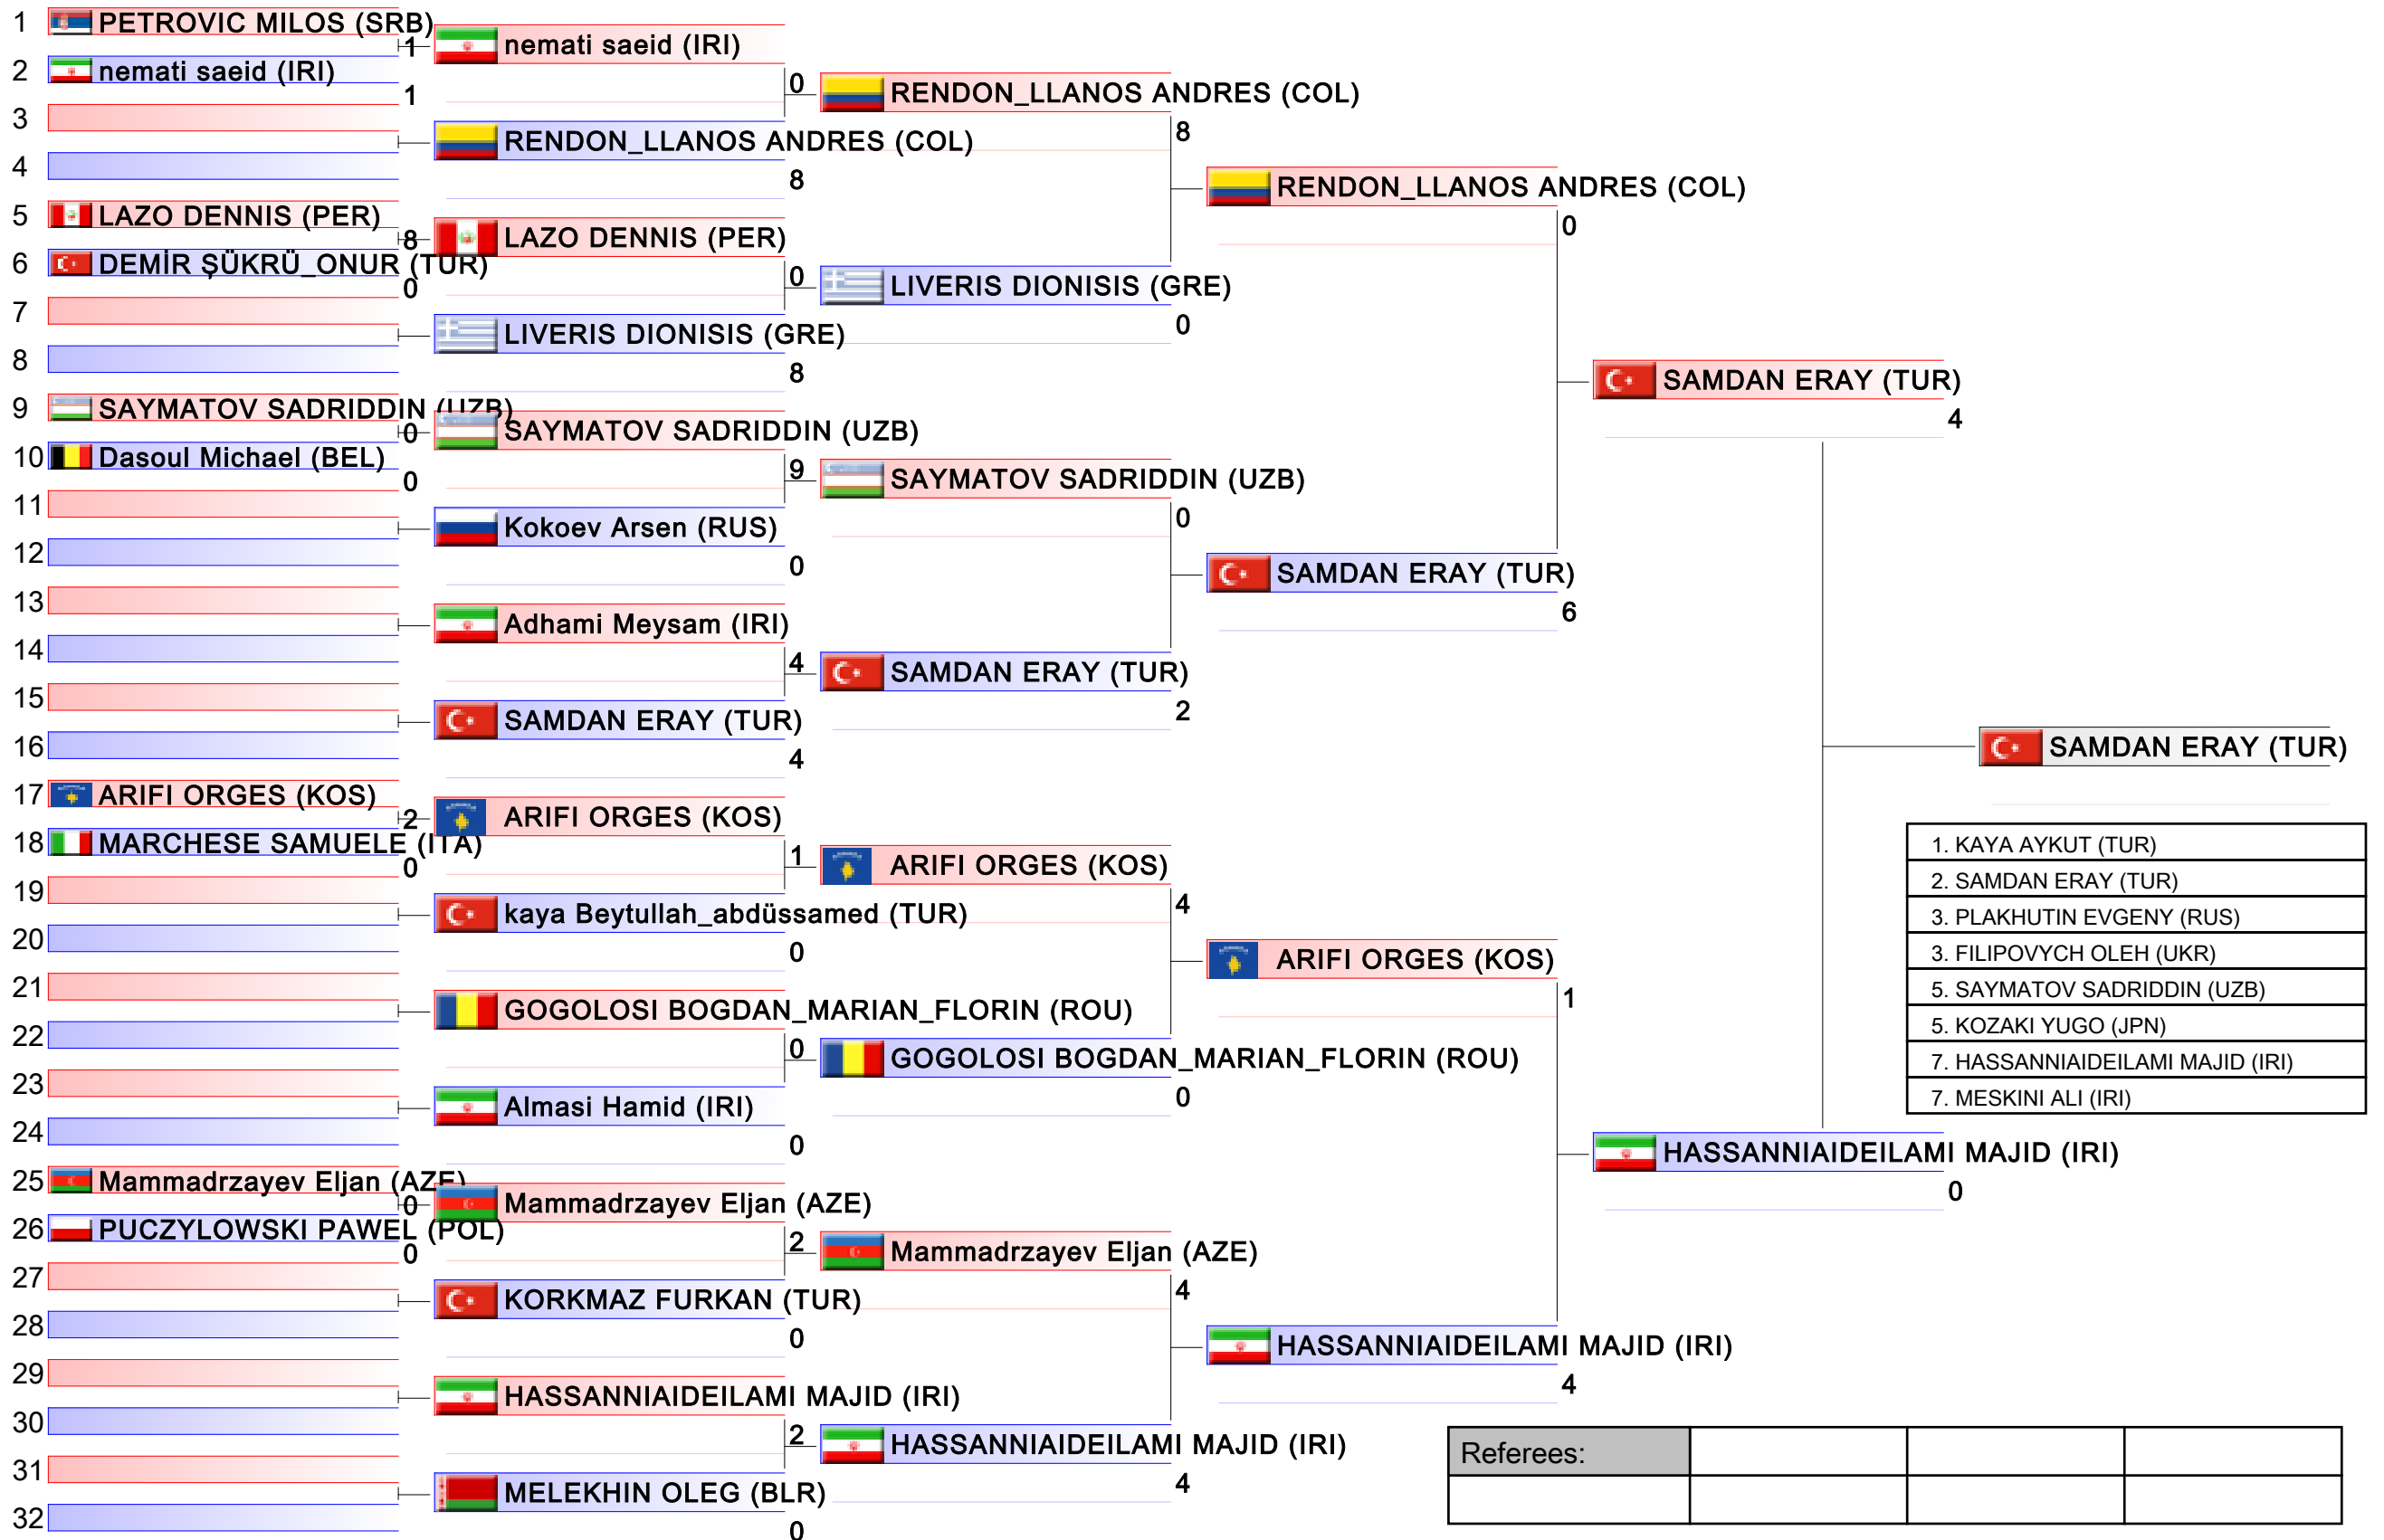 1 PETROVIC MILOS (SRB)
1
2 nemati saeid (IRI)
1
3
4
5 LAZO DENNIS (PER)
8
6 DEMİR ŞÜKRÜ_ONUR (TUR)
0
7
8
9 SAYMATOV SADRIDDIN (UZB)
0
10 Dasoul Michael (BEL)
0
11
12
13
14
15
16
17 ARIFI ORGES (KOS)
2
18 MARCHESE SAMUELE (ITA)
0
19
20
21
22
23
24
25 Mammadrzayev Eljan (AZE)
0
26 PUCZYLOWSKI PAWEL (POL)
0
27
28
29
30
31
32
nemati saeid (IRI)
0
RENDON_LLANOS ANDRES (COL)
8
LAZO DENNIS (PER)
0
LIVERIS DIONISIS (GRE)
8
SAYMATOV SADRIDDIN (UZB)
9
Kokoev Arsen (RUS)
0
Adhami Meysam (IRI)
4
SAMDAN ERAY (TUR)
4
ARIFI ORGES (KOS)
1
kaya Beytullah_abdüssamed (TUR)
0
GOGOLOSI BOGDAN_MARIAN_FLORIN (ROU)
0
Almasi Hamid (IRI)
0
Mammadrzayev Eljan (AZE)
2
KORKMAZ FURKAN (TUR)
0
HASSANNIAIDEILAMI MAJID (IRI)
2
MELEKHIN OLEG (BLR)
0
RENDON_LLANOS ANDRES (COL)
8
LIVERIS DIONISIS (GRE)
0
SAYMATOV SADRIDDIN (UZB)
0
SAMDAN ERAY (TUR)
2
ARIFI ORGES (KOS)
4
GOGOLOSI BOGDAN_MARIAN_FLORIN (ROU)
0
Mammadrzayev Eljan (AZE)
4
HASSANNIAIDEILAMI MAJID (IRI)
4
RENDON_LLANOS ANDRES (COL)
0
SAMDAN ERAY (TUR)
6
ARIFI ORGES (KOS)
1
HASSANNIAIDEILAMI MAJID (IRI)
4
SAMDAN ERAY (TUR)
4
HASSANNIAIDEILAMI MAJID (IRI)
0
SAMDAN ERAY (TUR)
1. KAYA AYKUT (TUR)
2. SAMDAN ERAY (TUR)
3. PLAKHUTIN EVGENY (RUS)
3. FILIPOVYCH OLEH (UKR)
5. SAYMATOV SADRIDDIN (UZB)
5. KOZAKI YUGO (JPN)
7. HASSANNIAIDEILAMI MAJID (IRI)
7. MESKINI ALI (IRI)
Referees: